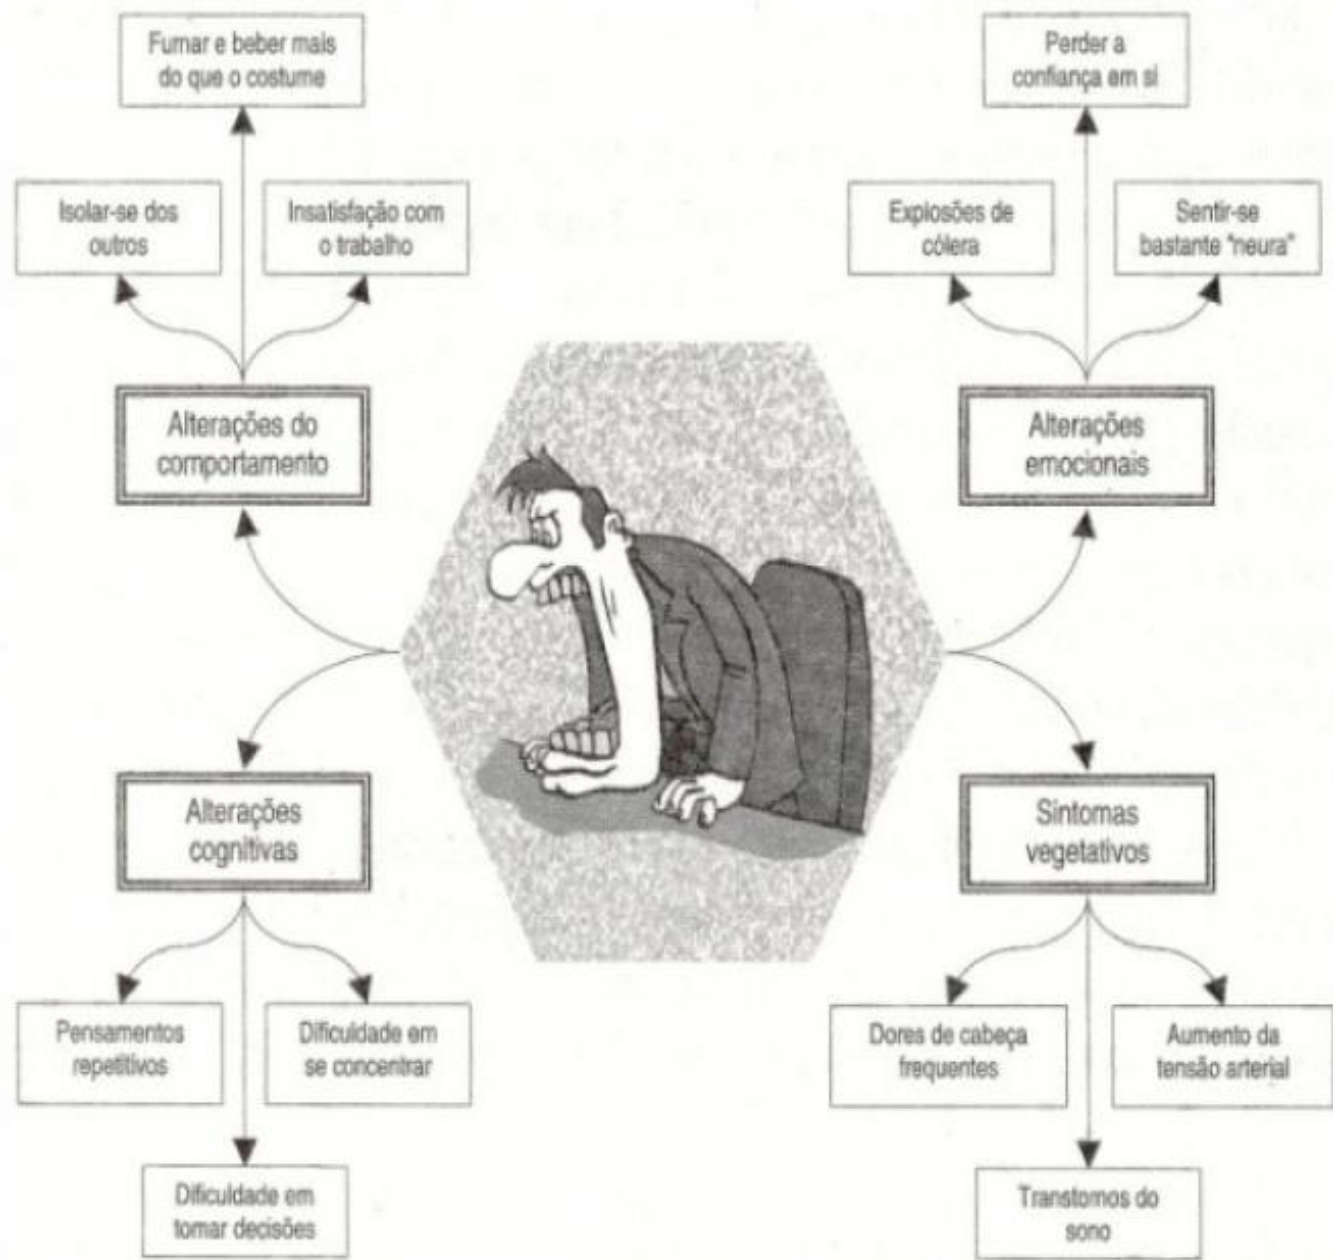 Fumar e beber mais
do que o costume
Isolar-se dos
outros
Insatisfação com
o trabalho
Alterações do
comportamento
Perder a
confiança em si
Explosões de
cólera
Sentir-se
bastante "neura"
Alterações
emocionais
Alterações
cognitivas
Pensamentos
repetitivos
Dificuldade em
se concentrar
Dificuldade em
tomar decisões
Sintomas
vegetativos
Dores de cabeça
frequentes
Aumento da
tensão arterial
Transtornos do
sono